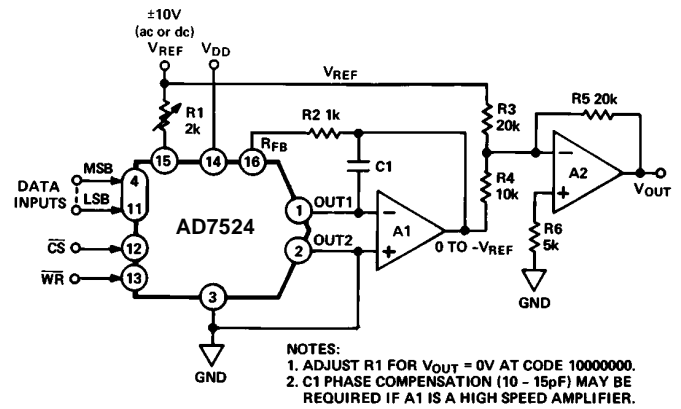 ±10V
(ac or dc)
VREF
VDD
VREF
R1
2k
R2 1k
RFB
C1
R3
20k
R4
10k
R5 20k
A2
VOUT
R6
5k
GND
15
14
16
MSB
4
DATA
INPUTS
LSB
11
CS
12
WR
13
AD7524
1
OUT1
2
OUT2
3
A1
0 TO -VREF
−
+
−
+
GND
NOTES:
1. ADJUST R1 FOR VOUT = 0V AT CODE 10000000.
2. C1 PHASE COMPENSATION (10 – 15pF) MAY BE
REQUIRED IF A1 IS A HIGH SPEED AMPLIFIER.